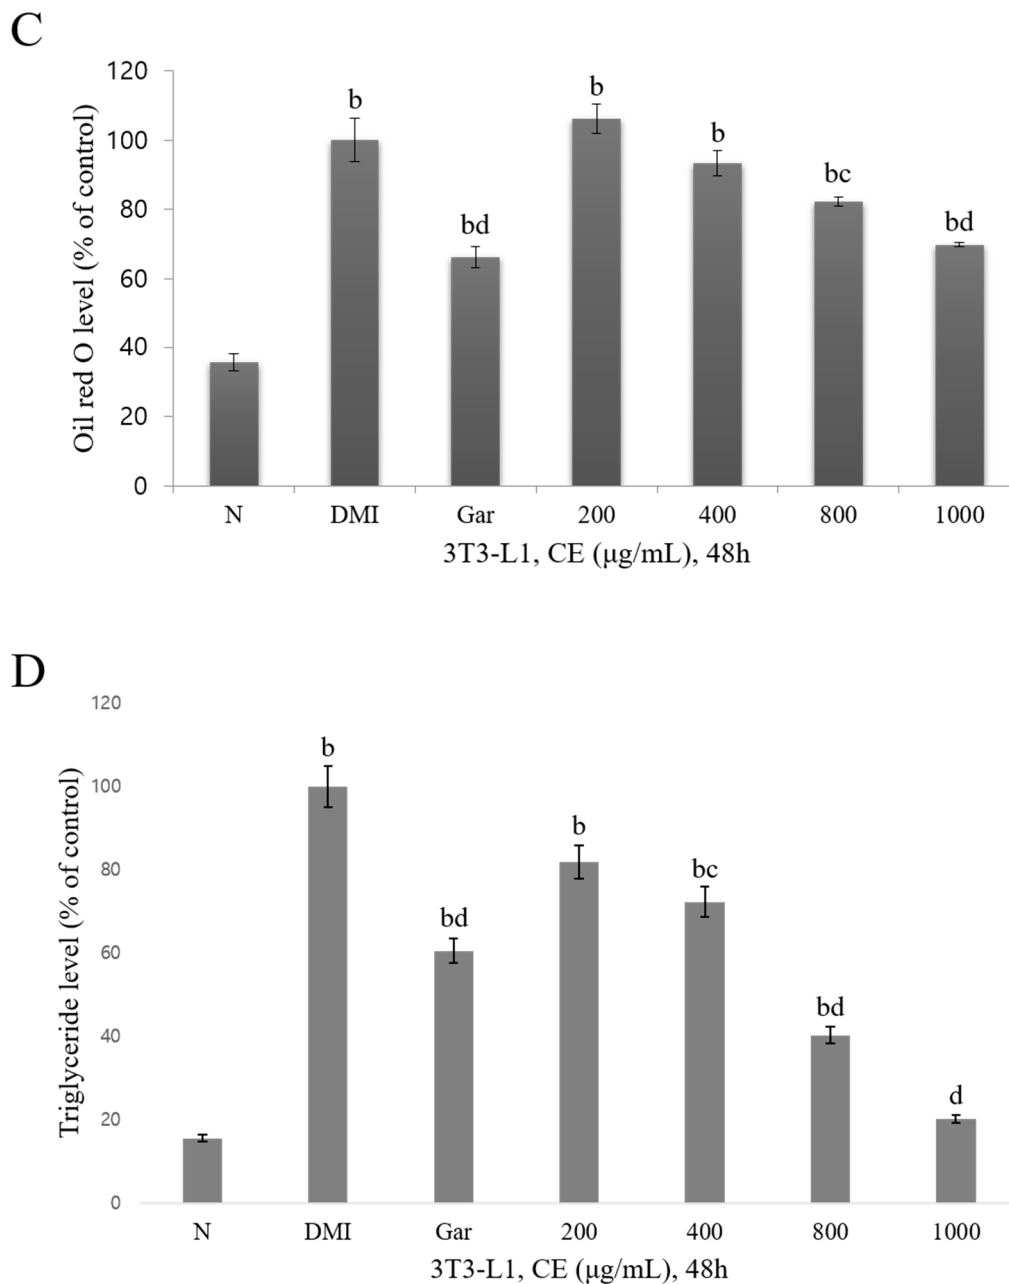 C
Oil red O level (% of control)
120
100
80
60
40
20
0
b
bd
b
b
bc
bd
N DMI Gar 200 400 800 1000
3T3-L1, CE (μg/mL), 48h
D
Triglyceride level (% of control)
120
100
80
60
40
20
0
b
bd
b
bc
bd
d
N DMI Gar 200 400 800 1000
3T3-L1, CE (μg/mL), 48h